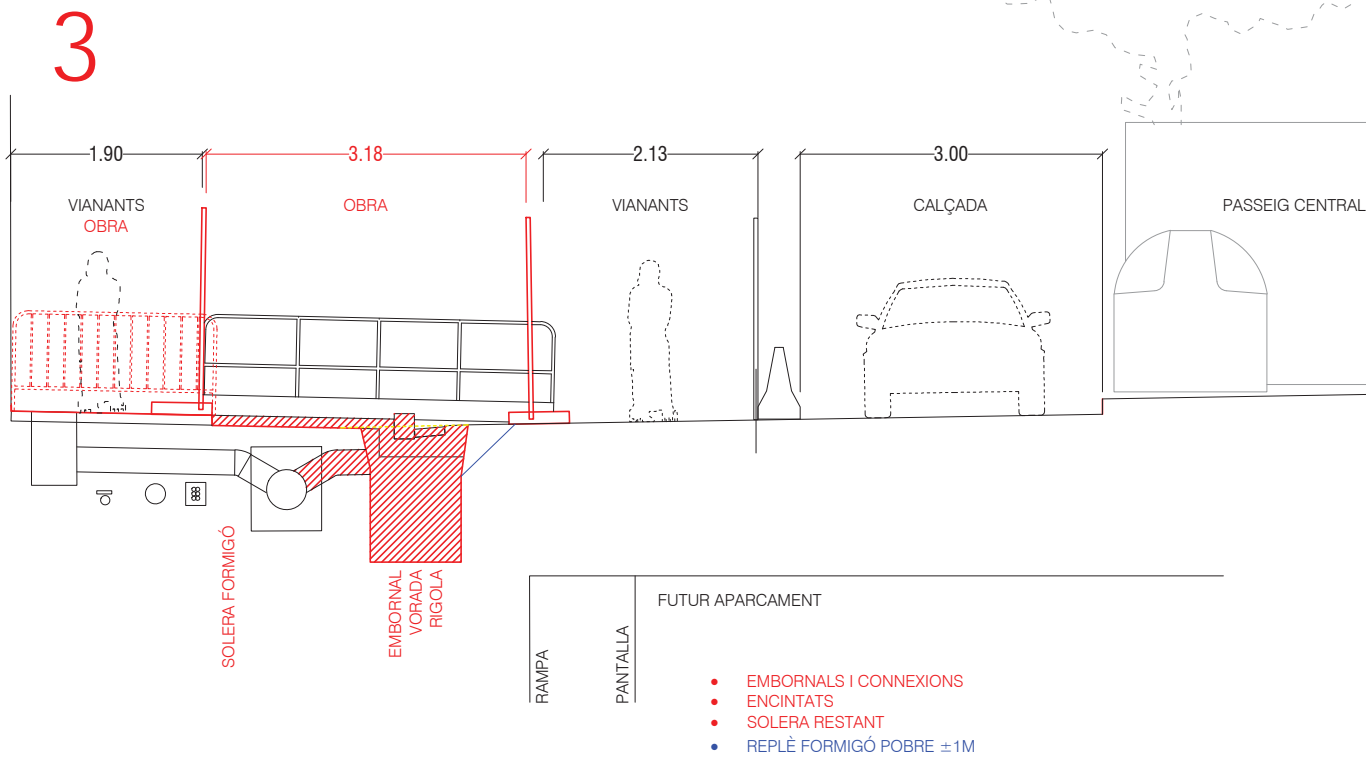 3
1.90
3.18
2.13
3.00
VIANANTS
OBRA
OBRA
VIANANTS
CALÇADA
PASSEIG CENTRAL
SOLERA FORMIGÓ
EMBORNAL
VORADA
RIGOLA
RAMPA
PANTALLA
FUTUR APARCAMENT
• EMBORNALS I CONNEXIONS
• ENCINTATS
• SOLERA RESTANT
• REPLÈ FORMIGÓ POBRE ±1M